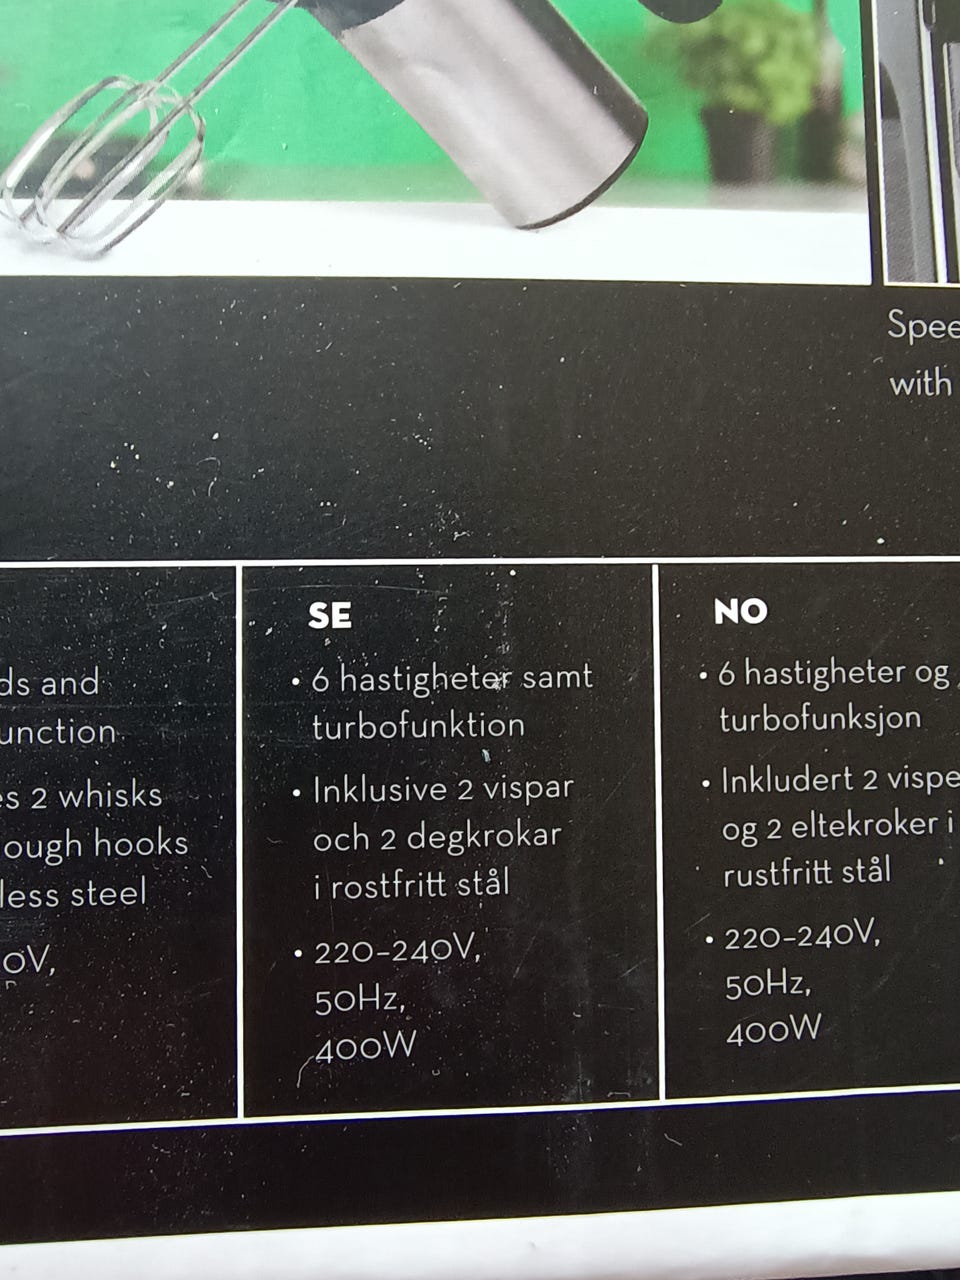 Spee
with
ds and
unction
es 2 whisks
ough hooks
less steel
0V,
SE
• 6 hastigheter samt
turbofunktion
• Inklusive 2 vispar
och 2 degkrokar
i rostfritt stål
• 220-240V,
50Hz,
400W
NO
• 6 hastigheter og
turbofunksjon
• Inkludert 2 vispe
og 2 eltekroker i
rustfritt stål
• 220-240V,
50Hz,
400W